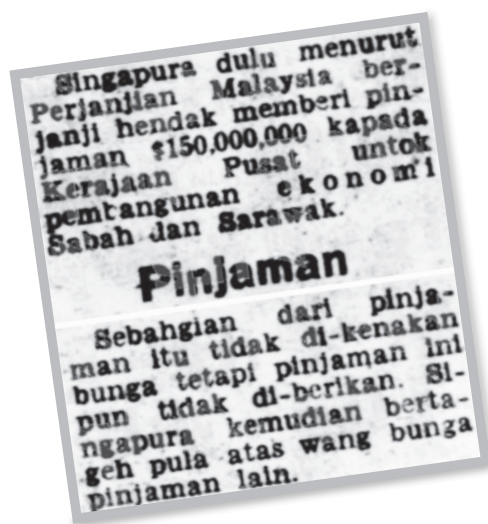 Singapura dulu menurut
Perjanjian Malaysia ber-
janji hendak memberi pin-
jaman $150,000,000 kapada
Kerajaan Pusat untok
pembangunan ekonomi
Sabah dan Sarawak.
Pinjaman
Sebahgian dari pinja-
man itu tidak di-kenakan
bunga tetapi pinjaman ini
pun tidak di-berikan. Si-
ngapura kemudian berta-
geh pula atas wang bunga
pinjaman lain.